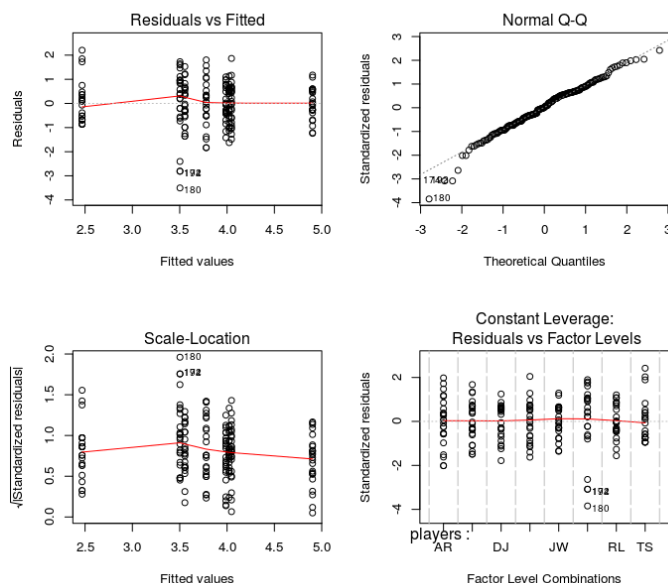 Residuals vs Fitted
Residuals
2
1
0
-1
-2
-3
-4
180
2.5 3.0 3.5 4.0 4.5 5.0
Fitted values
Normal Q-Q
Standardized residuals
3
2
1
0
-1
-2
-3
-4
180
-3 -2 -1 0 1 2 3
Theoretical Quantiles
Scale-Location
√|Standardized residuals|
2.0
1.5
1.0
0.5
0.0
180
2.5 3.0 3.5 4.0 4.5 5.0
Fitted values
Constant Leverage:
Residuals vs Factor Levels
Standardized residuals
2
0
-2
-4
180
players :
AR DJ JW RL TS
Factor Level Combinations